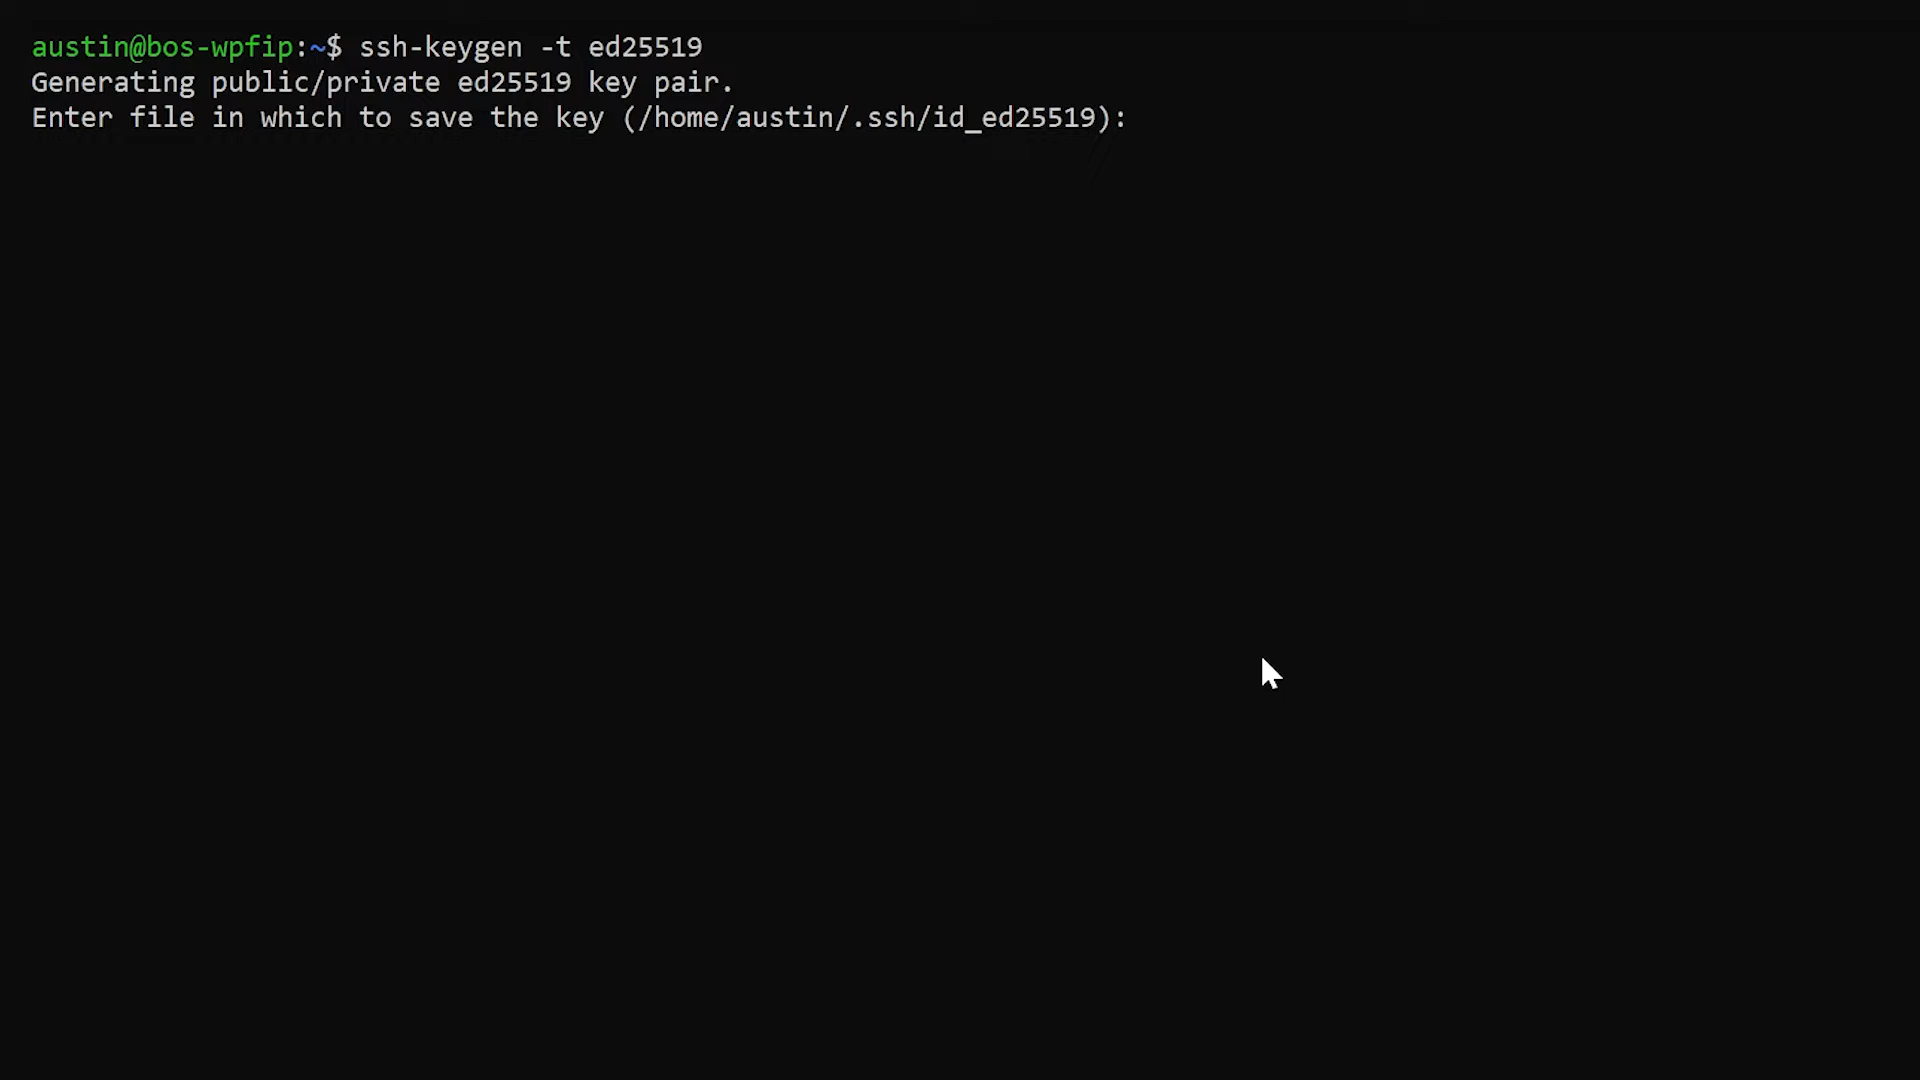 austin@bos-wpfip:~$ ssh-keygen -t ed25519
Generating public/private ed25519 key pair.
Enter file in which to save the key (/home/austin/.ssh/id_ed25519):